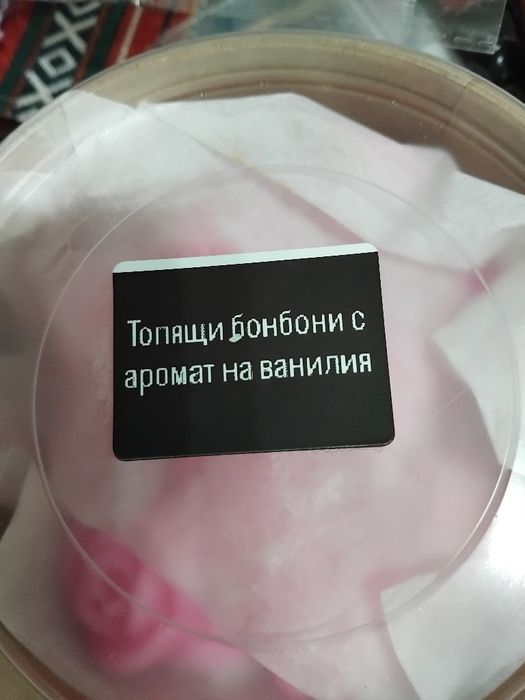 Топящи бонбони с
аромат на ванилия